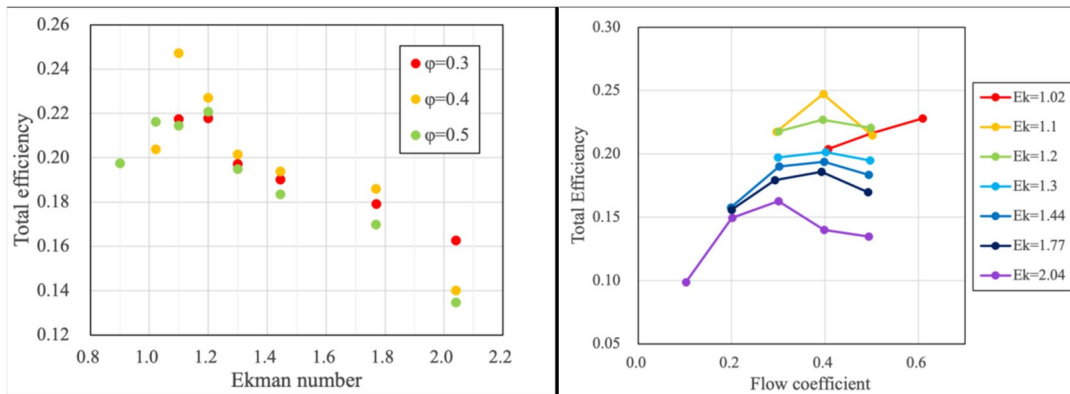 0.26
0.24
0.22
0.20
0.18
0.16
0.14
0.12
Total efficiency
0.8 1.0 1.2 1.4 1.6 1.8 2.0 2.2
Ekman number
φ=0.3
φ=0.4
φ=0.5
0.30
0.25
0.20
0.15
0.10
0.05
Total Efficiency
0.0 0.2 0.4 0.6
Flow coefficient
Ek=1.02
Ek=1.1
Ek=1.2
Ek=1.3
Ek=1.44
Ek=1.77
Ek=2.04